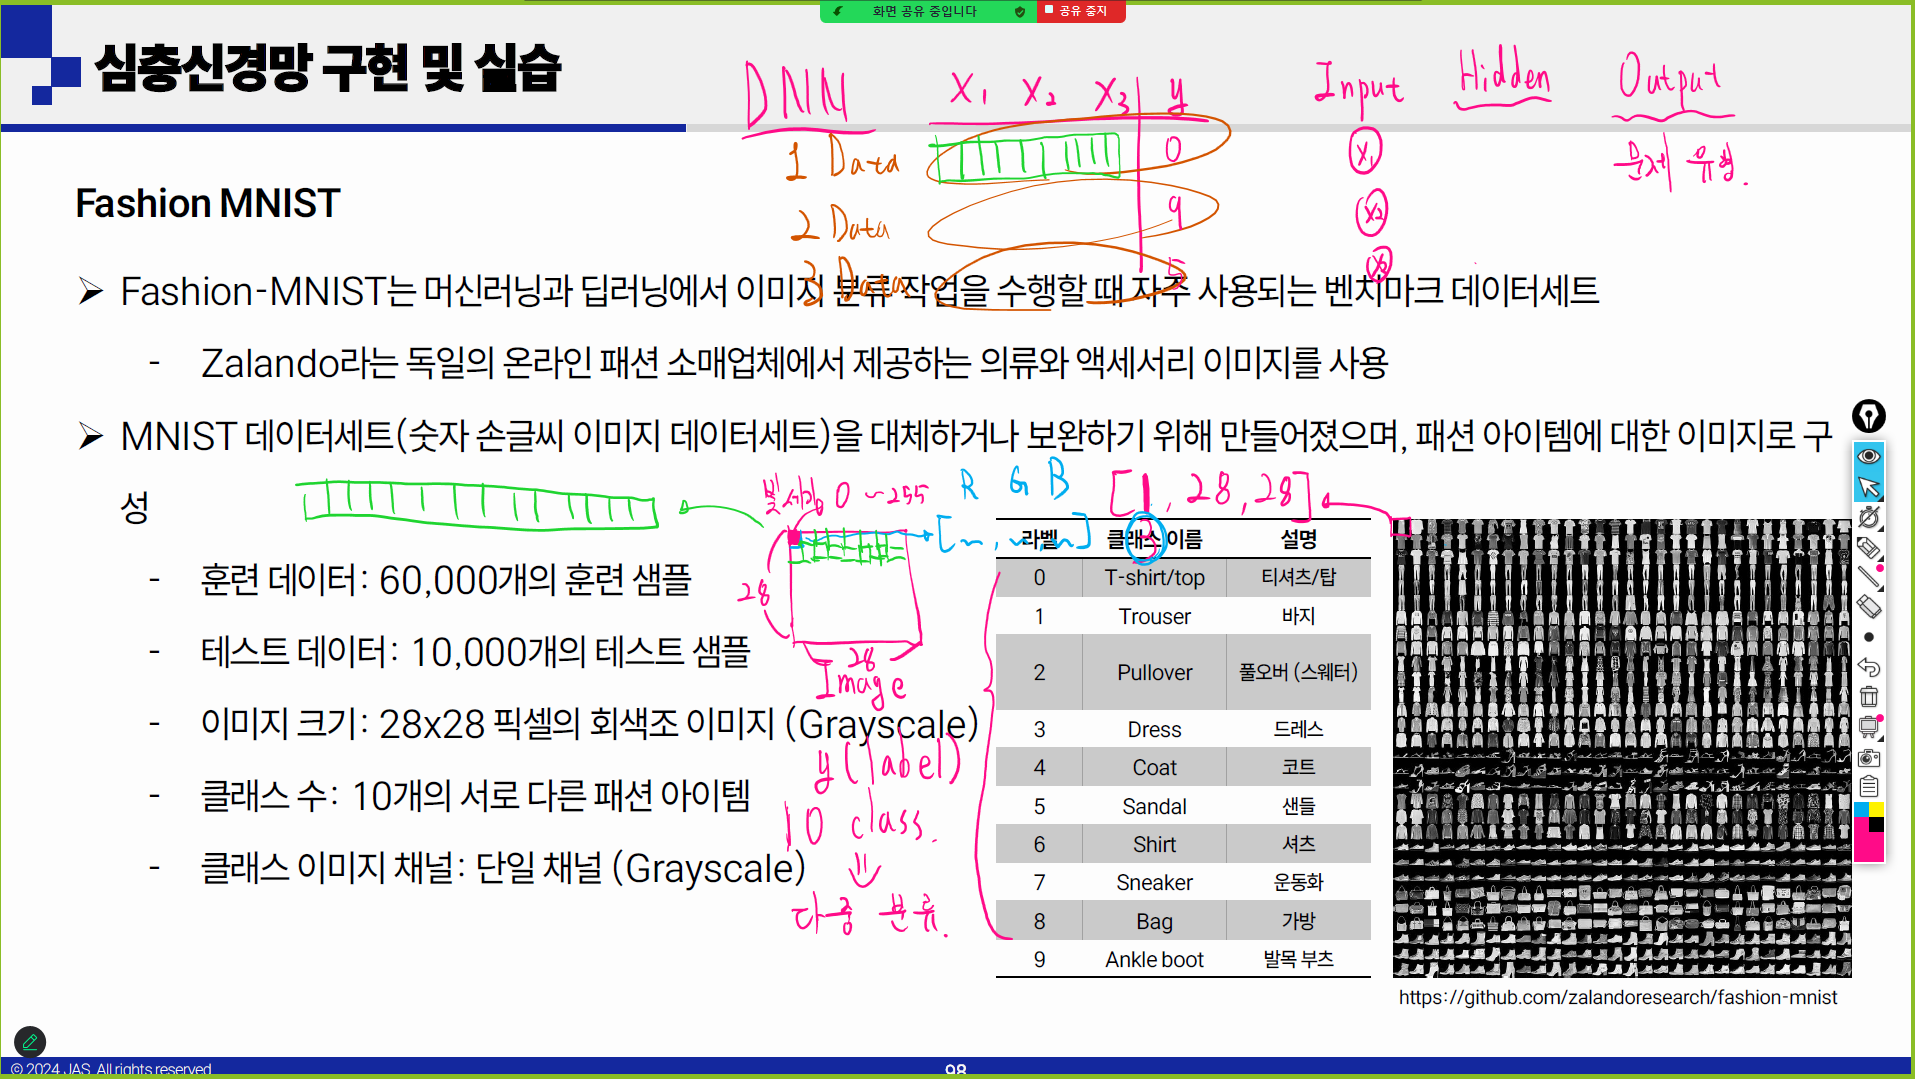 화면 공유 중입니다
공유 중지
심층신경망 구현 및 실습
DNN
X1 X2 X3 y
Input
Hidden
Output
1 Data
0
X1
문제 유형.
Fashion MNIST
2 Data
9
X2
3 Data
5
X3
➢ Fashion-MNIST는 머신러닝과 딥러닝에서 이미지 분류 작업을 수행할 때 자주 사용되는 벤치마크 데이터세트
- Zalando라는 독일의 온라인 패션 소매업체에서 제공하는 의류와 액세서리 이미지를 사용
➢ MNIST 데이터세트(숫자 손글씨 이미지 데이터세트)을 대체하거나 보완하기 위해 만들어졌으며, 패션 아이템에 대한 이미지로 구
성
빛 세기 0 ~ 255
R G B
[1, 28, 28]
3
- 훈련 데이터: 60,000개의 훈련 샘플
- 테스트 데이터: 10,000개의 테스트 샘플
- 이미지 크기: 28x28 픽셀의 회색조 이미지 (Grayscale)
- 클래스 수: 10개의 서로 다른 패션 아이템
- 클래스 이미지 채널: 단일 채널 (Grayscale)
28
28
Image
y (label)
10 class.
다중 분류.
라벨 클래스 이름 설명
0 T-shirt/top 티셔츠/탑
1 Trouser 바지
2 Pullover 풀오버 (스웨터)
3 Dress 드레스
4 Coat 코트
5 Sandal 샌들
6 Shirt 셔츠
7 Sneaker 운동화
8 Bag 가방
9 Ankle boot 발목 부츠
https://github.com/zalandoresearch/fashion-mnist
© 2024 JAS. All rights reserved
98